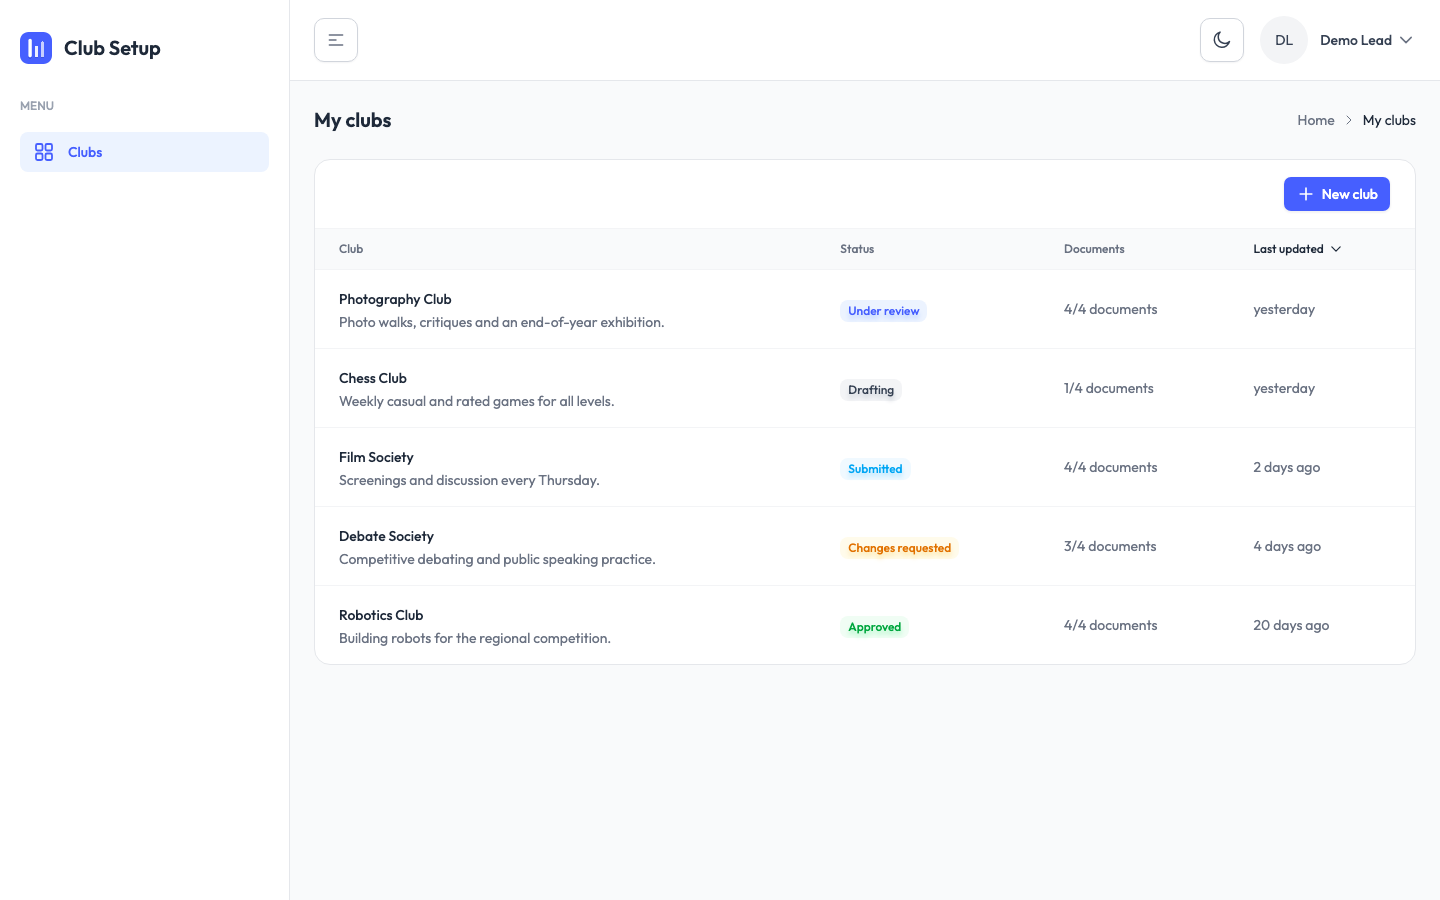 Club Setup
MENU
Clubs
DL
Demo Lead
My clubs
Home
My clubs
New club
Club
Status
Documents
Last updated
Photography Club
Photo walks, critiques and an end-of-year exhibition.
Under review
4/4 documents
yesterday
Chess Club
Weekly casual and rated games for all levels.
Drafting
1/4 documents
yesterday
Film Society
Screenings and discussion every Thursday.
Submitted
4/4 documents
2 days ago
Debate Society
Competitive debating and public speaking practice.
Changes requested
3/4 documents
4 days ago
Robotics Club
Building robots for the regional competition.
Approved
4/4 documents
20 days ago